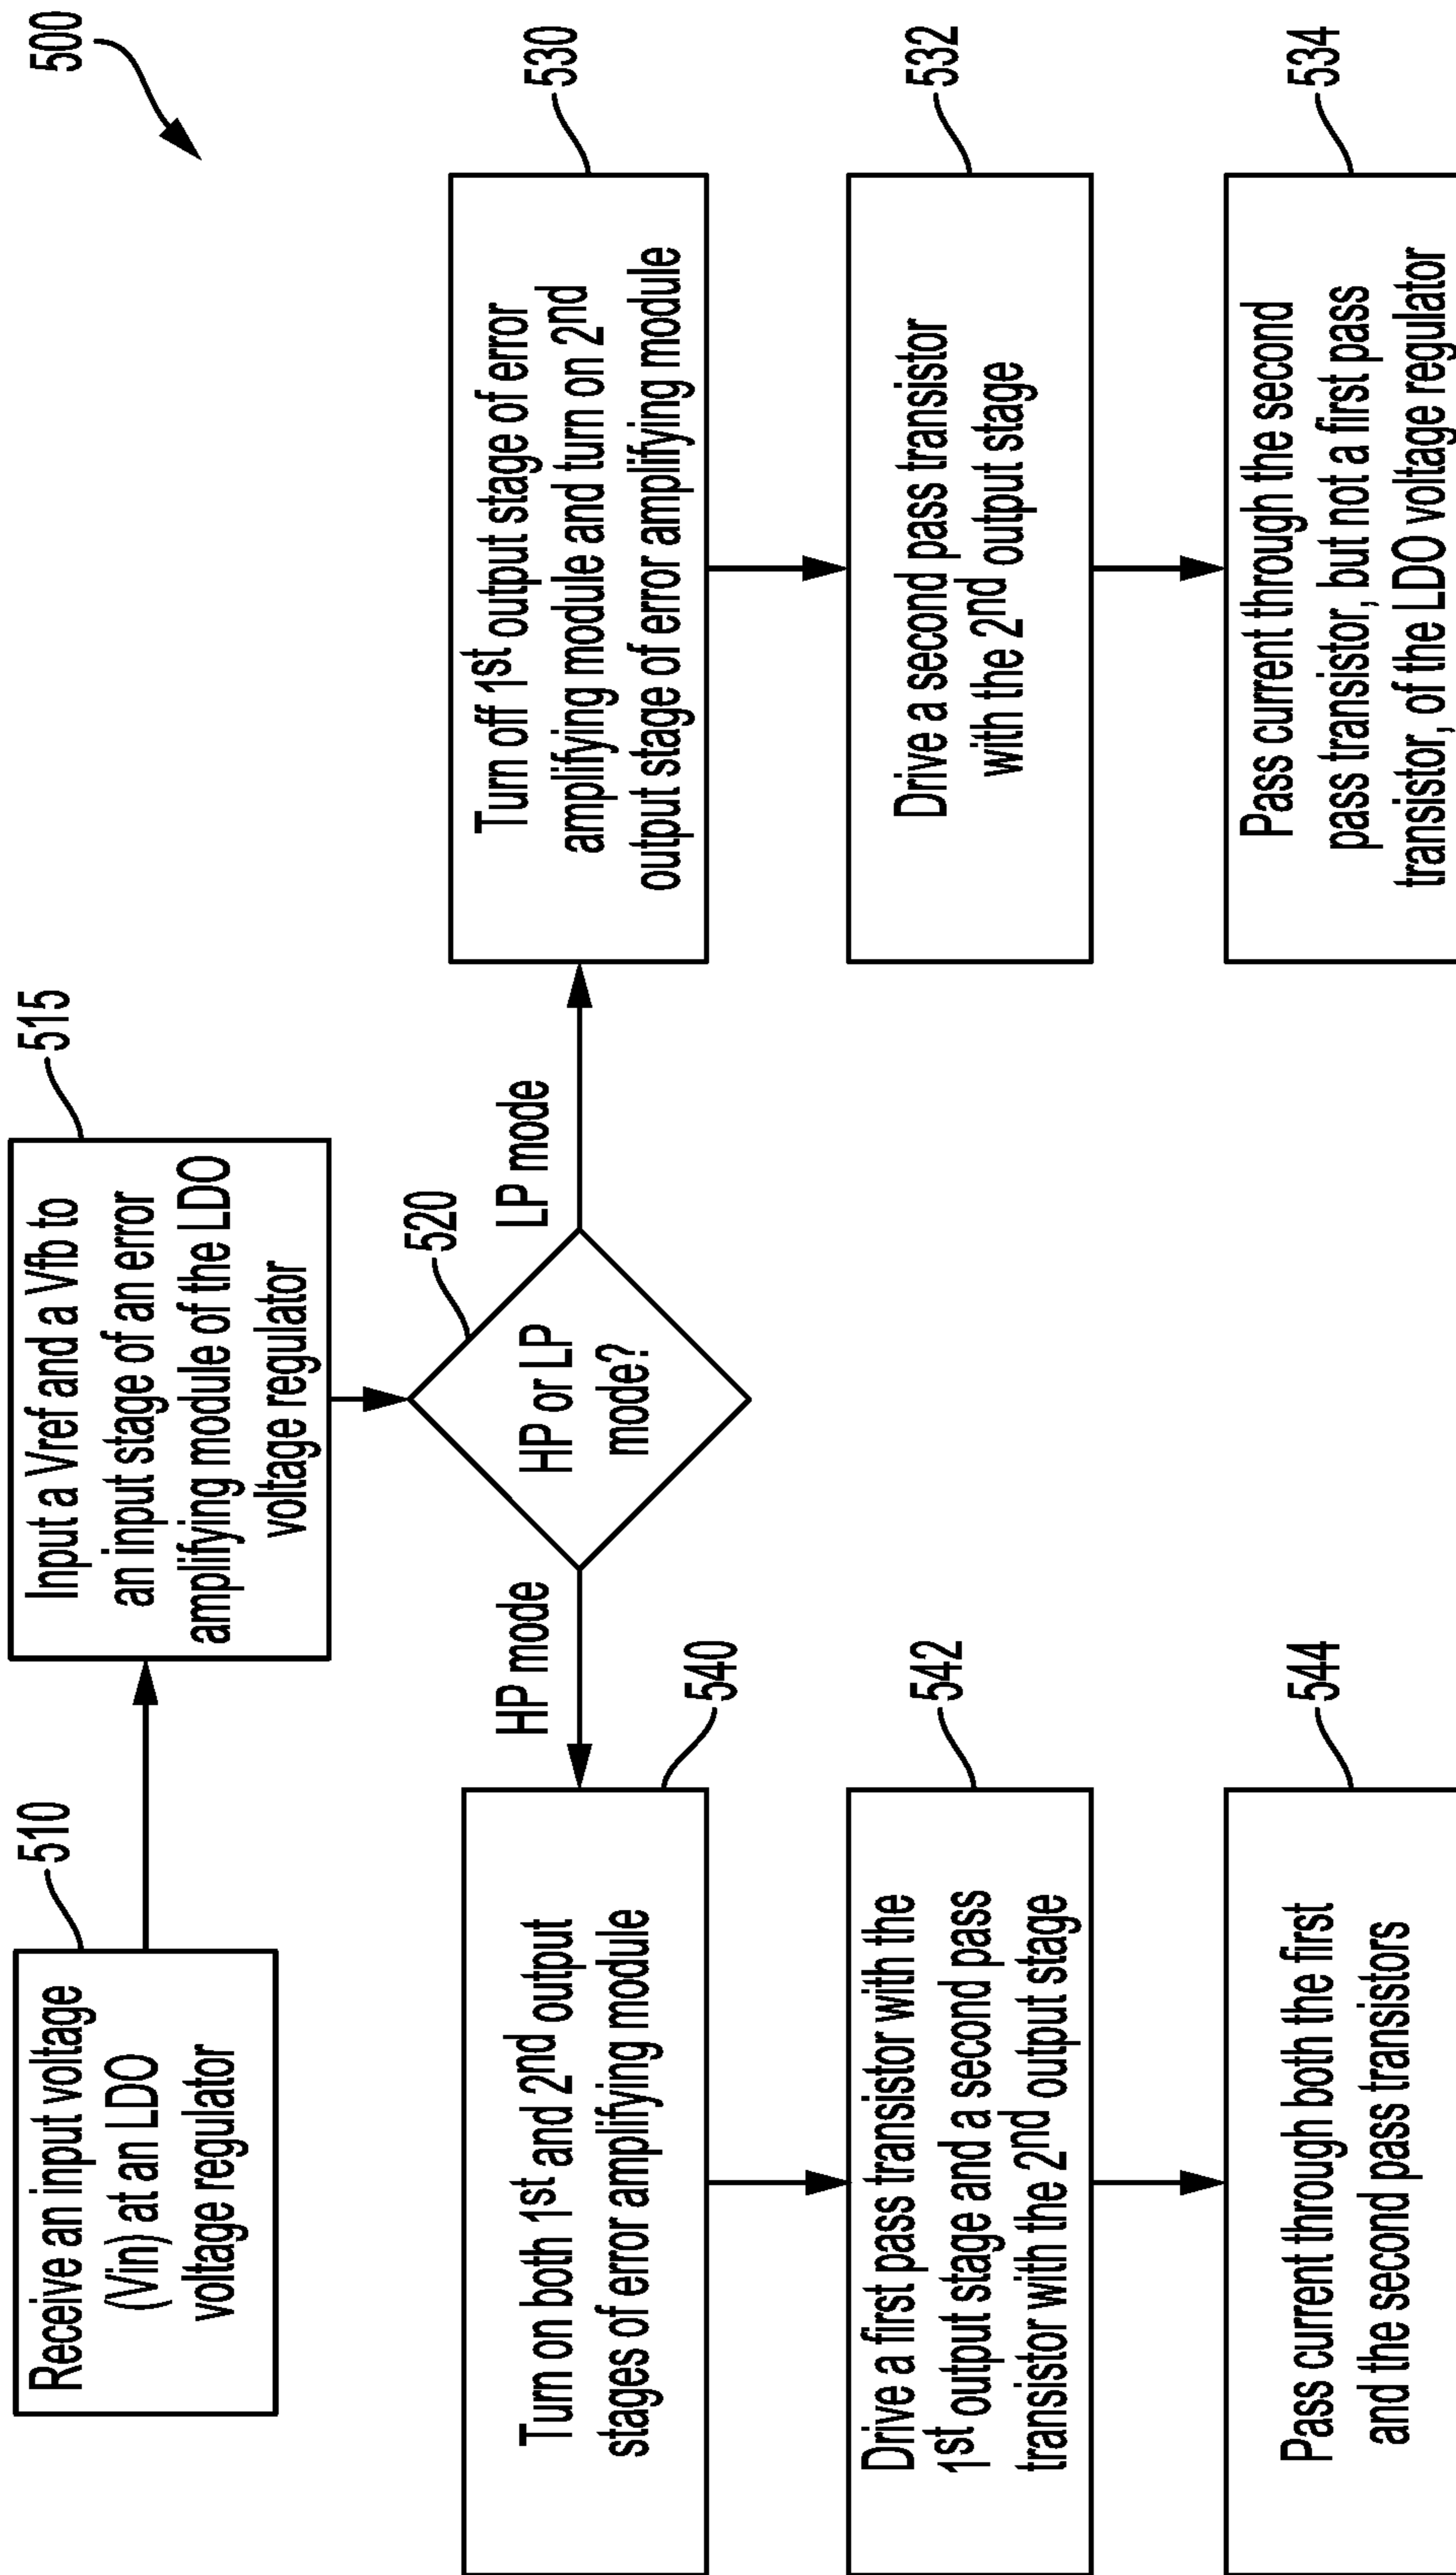 500
510
Receive an input voltage
(Vin) at an LDO
voltage regulator
515
Input a Vref and a Vfb to
an input stage of an error
amplifying module of the LDO
voltage regulator
520
HP or LP
mode?
HP mode
LP mode
540
Turn on both 1st and 2nd output
stages of error amplifying module
542
Drive a first pass transistor with the
1st output stage and a second pass
transistor with the 2nd output stage
544
Pass current through both the first
and the second pass transistors
530
Turn off 1st output stage of error
amplifying module and turn on 2nd
output stage of error amplifying module
532
Drive a second pass transistor
with the 2nd output stage
534
Pass current through the second
pass transistor, but not a first pass
transistor, of the LDO voltage regulator